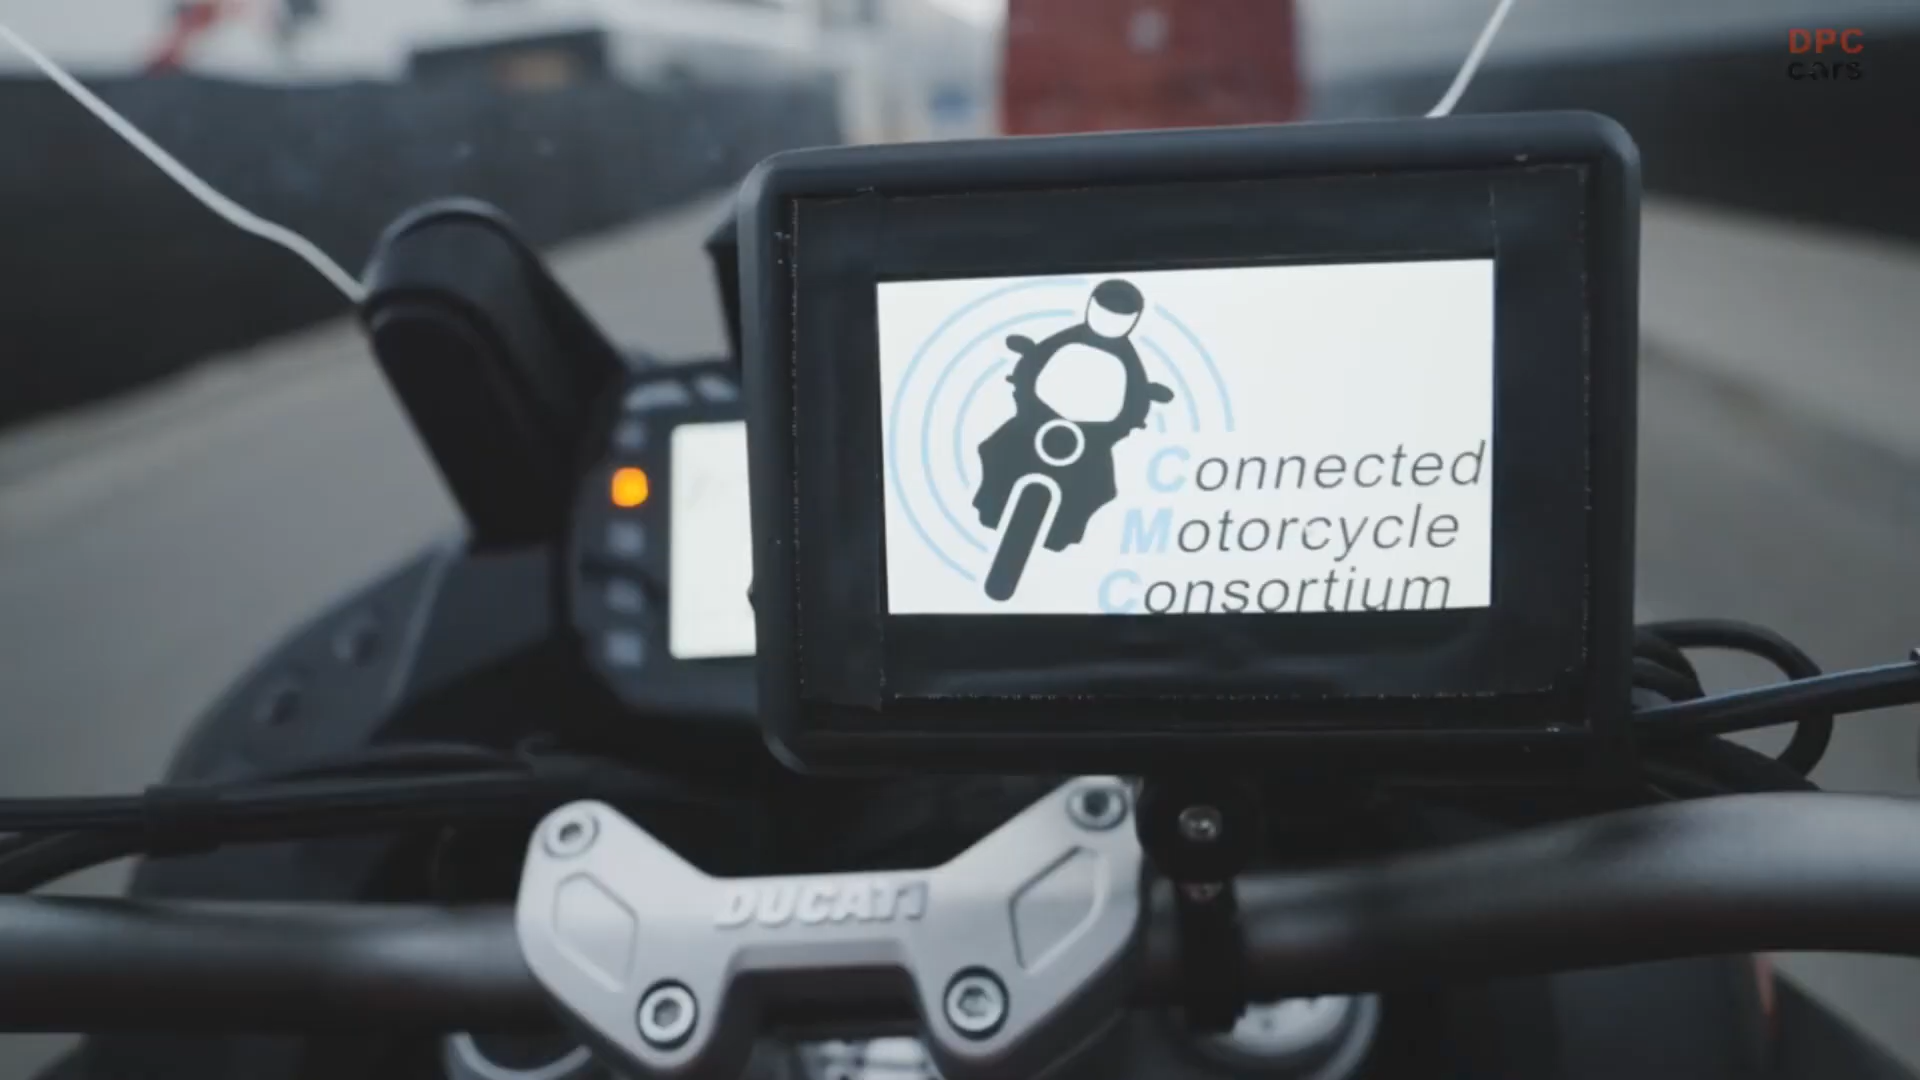 DPC
cars
Connected
Motorcycle
Consortium
DUCATI